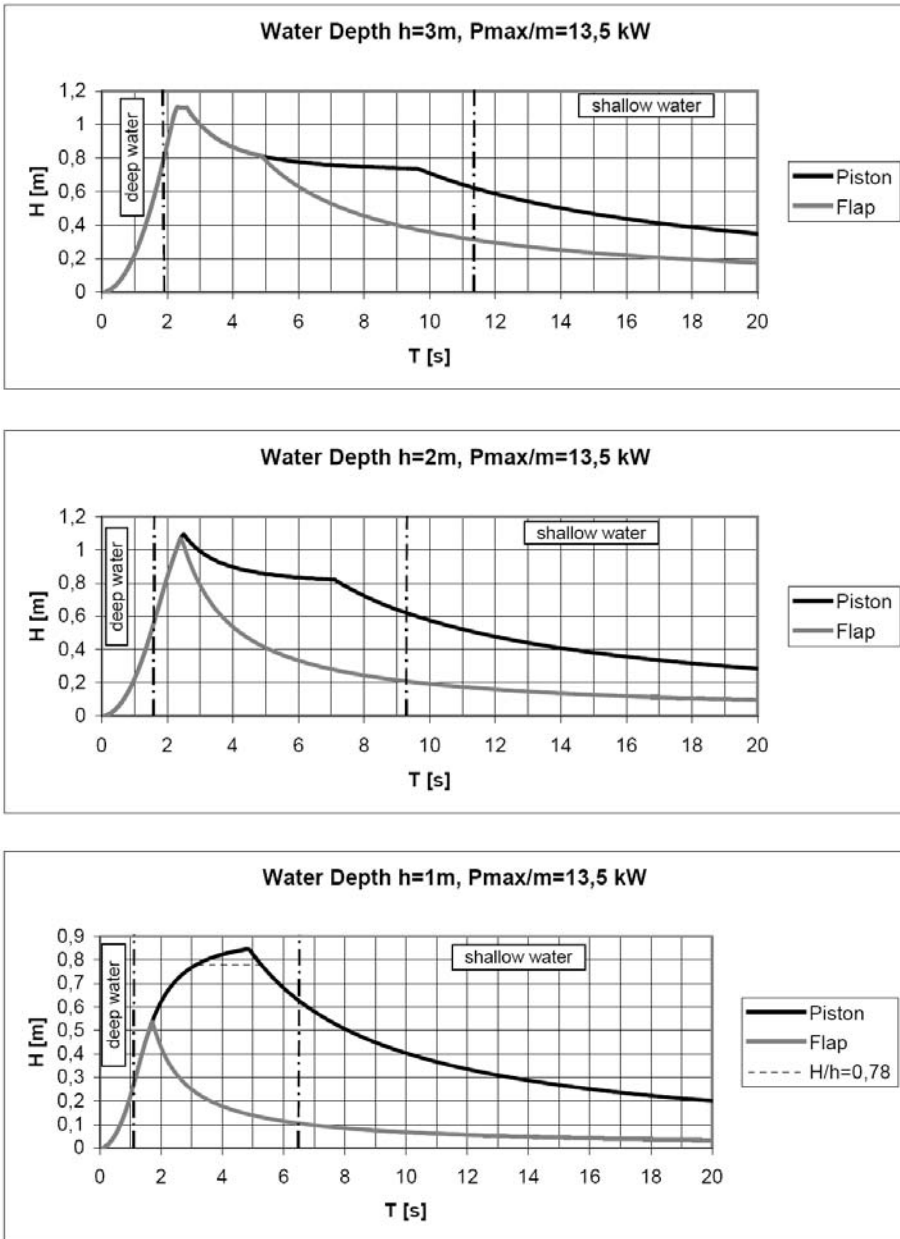 Water Depth h=3m, Pmax/m=13,5 kW
1,2
1
0,8
0,6
0,4
0,2
0
H [m]
deep water
shallow water
0 2 4 6 8 10 12 14 16 18 20
T [s]
Piston
Flap
Water Depth h=2m, Pmax/m=13,5 kW
1,2
1
0,8
0,6
0,4
0,2
0
H [m]
deep water
shallow water
0 2 4 6 8 10 12 14 16 18 20
T [s]
Piston
Flap
Water Depth h=1m, Pmax/m=13,5 kW
0,9
0,8
0,7
0,6
0,5
0,4
0,3
0,2
0,1
0
H [m]
deep water
shallow water
0 2 4 6 8 10 12 14 16 18 20
T [s]
Piston
Flap
H/h=0,78